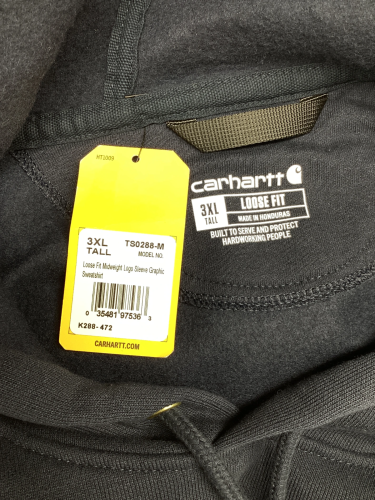 HT2009
3XL
TALL
TS0288-M
MODEL NO.
Loose Fit Midweight Logo Sleeve Graphic
Sweatshirt
0 35481 97536 3
K288-472
CARHARTT.COM
carhartt
3XL
TALL
LOOSE FIT
MADE IN HONDURAS
BUILT TO SERVE AND PROTECT
HARDWORKING PEOPLE